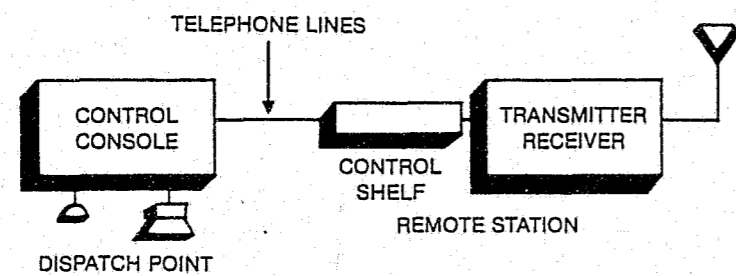 TELEPHONE LINES
CONTROL
CONSOLE
TRANSMITTER
RECEIVER
CONTROL
SHELF
REMOTE STATION
DISPATCH POINT